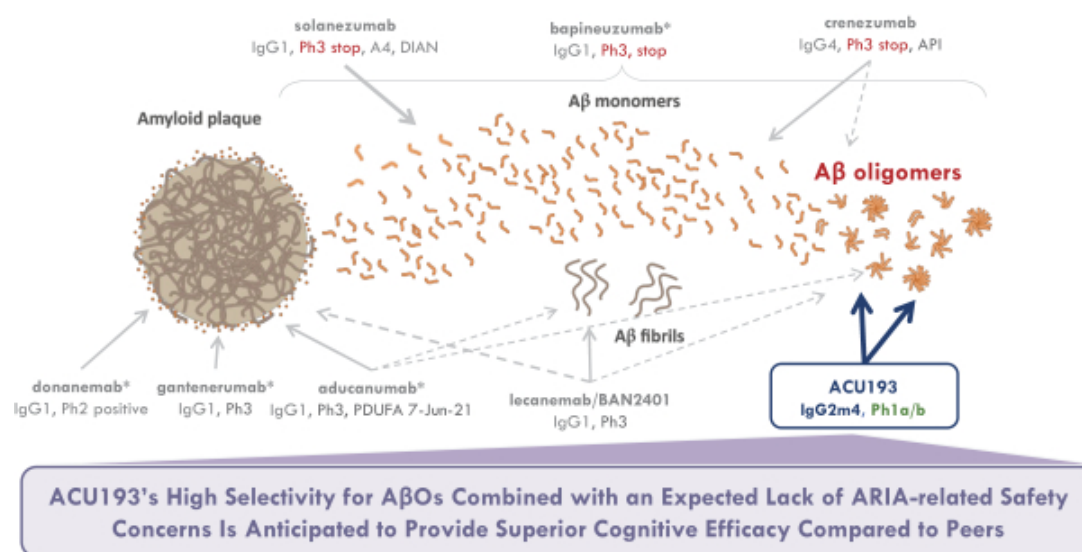 solanezumab
IgG1, Ph3 stop, A4, DIAN
bapineuzumab*
IgG1, Ph3, stop
crenezumab
IgG4, Ph3 stop, API
Aβ monomers
Amyloid plaque
Aβ oligomers
Aβ fibrils
donanemab*
IgG1, Ph2 positive
gantenerumab*
IgG1, Ph3
aducanumab*
IgG1, Ph3, PDUFA 7-Jun-21
lecanemab/BAN2401
IgG1, Ph3
ACU193
IgG2m4, Ph1a/b
ACU193's High Selectivity for AβOs Combined with an Expected Lack of ARIA-related Safety
Concerns Is Anticipated to Provide Superior Cognitive Efficacy Compared to Peers